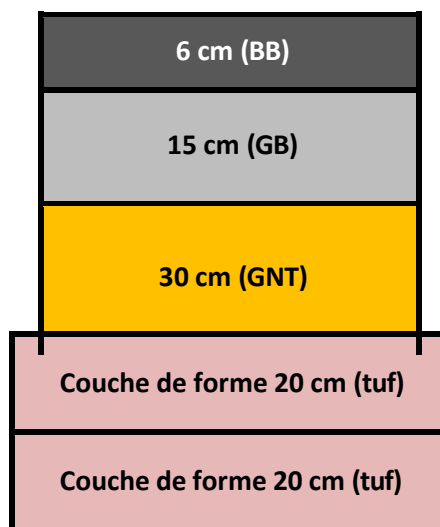 6 cm (BB)
15 cm (GB)
30 cm (GNT)
Couche de forme 20 cm (tuf)
Couche de forme 20 cm (tuf)